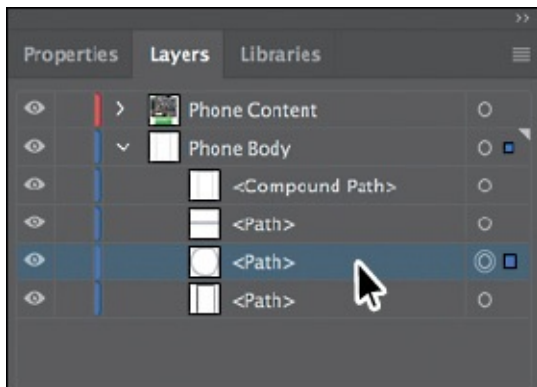 Properties Layers Libraries
Phone Content
Phone Body
<Compound Path>
<Path>
<Path>
<Path>